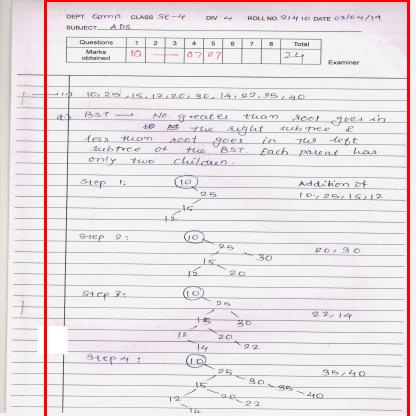 DEPT. Comp CLASS SE-4 DIV 4 ROLL NO. 21410 DATE 03/04/19
SUBJECT ADS
Questions 1 2 3 4 5 6 7 8 Total
Marks obtained 10 — — 07 07 24
Examiner
1) 10, 25, 15, 12, 20, 30, 14, 22, 35, 40
a) BST → No. greater than root goes in
the right subtree &
less than root goes in the left
subtree of the BST. Each parent has
only two children.
Step 1: 10 Addition of
25 10, 25, 15, 12
15
12
Step 2: 10
25 20, 30
15 30
12 20
Step 3: 10
25 22, 14
15 30
12 20
14 22
Step 4: 10 35, 40
25
15 30 35
12 20 22 40
14